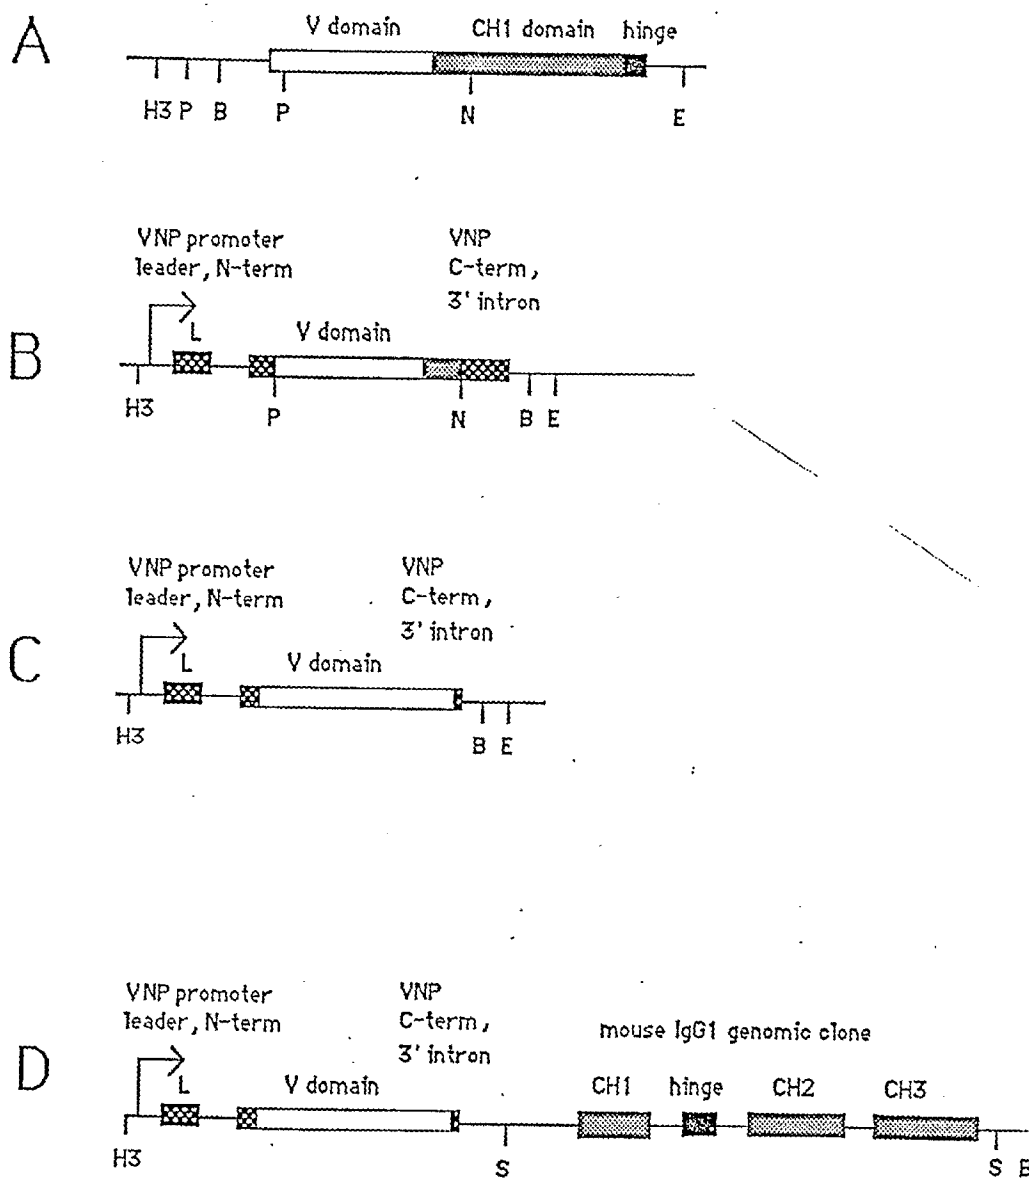 A
V domain CH1 domain hinge
H3 P B P N E
VNP promoter VNP
leader, N-term C-term,
3' intron
B
L V domain
H3 P N B E
VNP promoter VNP
leader, N-term C-term,
3' intron
C
L V domain
H3 B E
VNP promoter VNP
leader, N-term C-term,
mouse IgG1 genomic clone
3' intron
D
L V domain CH1 hinge CH2 CH3
H3 S S B